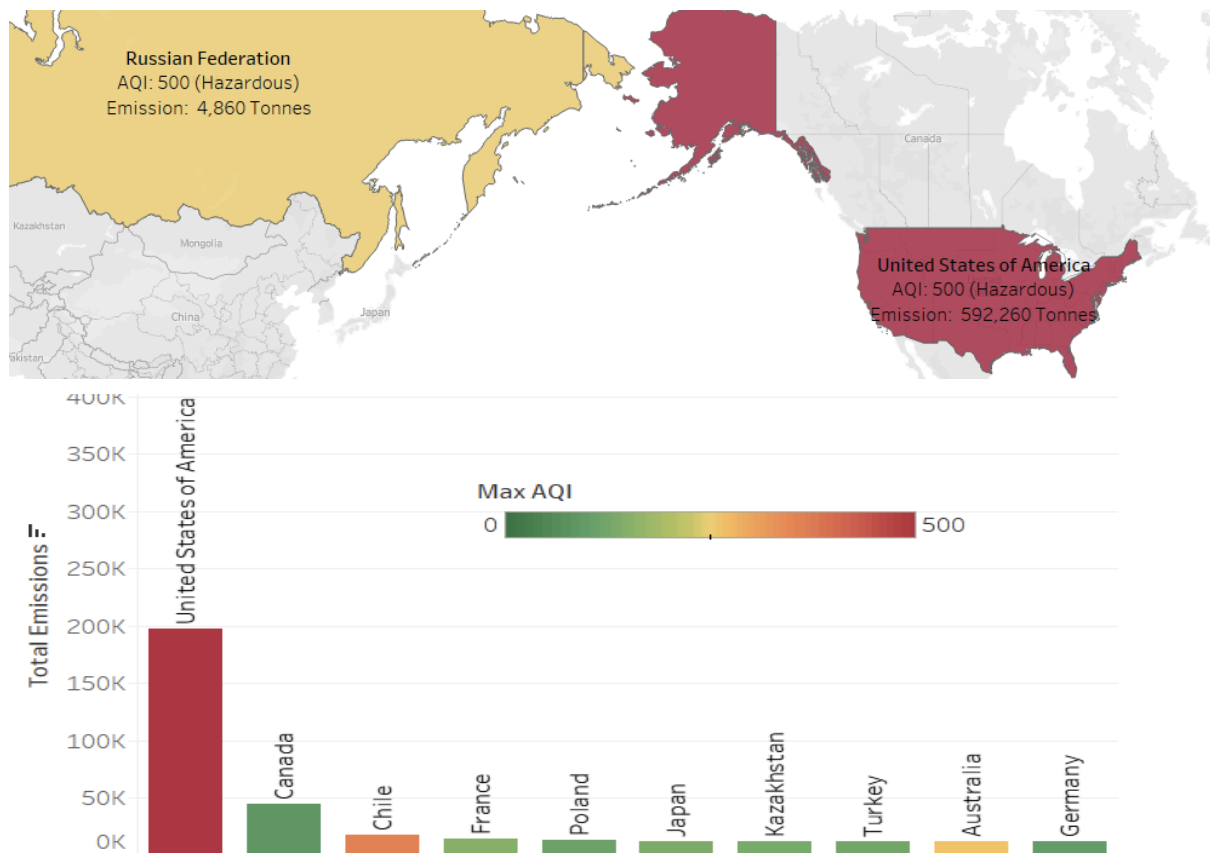 Russian Federation
AQI: 500 (Hazardous)
Emission: 4,860 Tonnes
Canada
Kazakhstan
Mongolia
China
Japan
akistan
United States of America
AQI: 500 (Hazardous)
Emission: 592,260 Tonnes
400K
350K
300K
250K
200K
150K
100K
50K
0K
Total Emissions
Max AQI
0
500
United States of America
Canada
Chile
France
Poland
Japan
Kazakhstan
Turkey
Australia
Germany